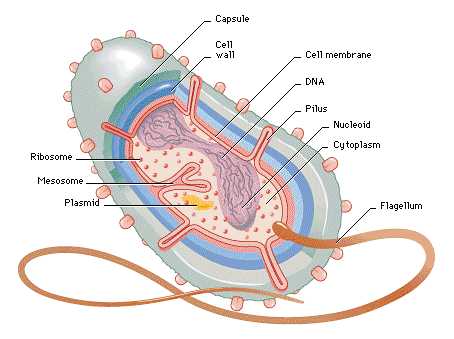 Capsule
Cell
wall
Cell membrane
DNA
Pilus
Nucleoid
Cytoplasm
Ribosome
Mesosome
Plasmid
Flagellum